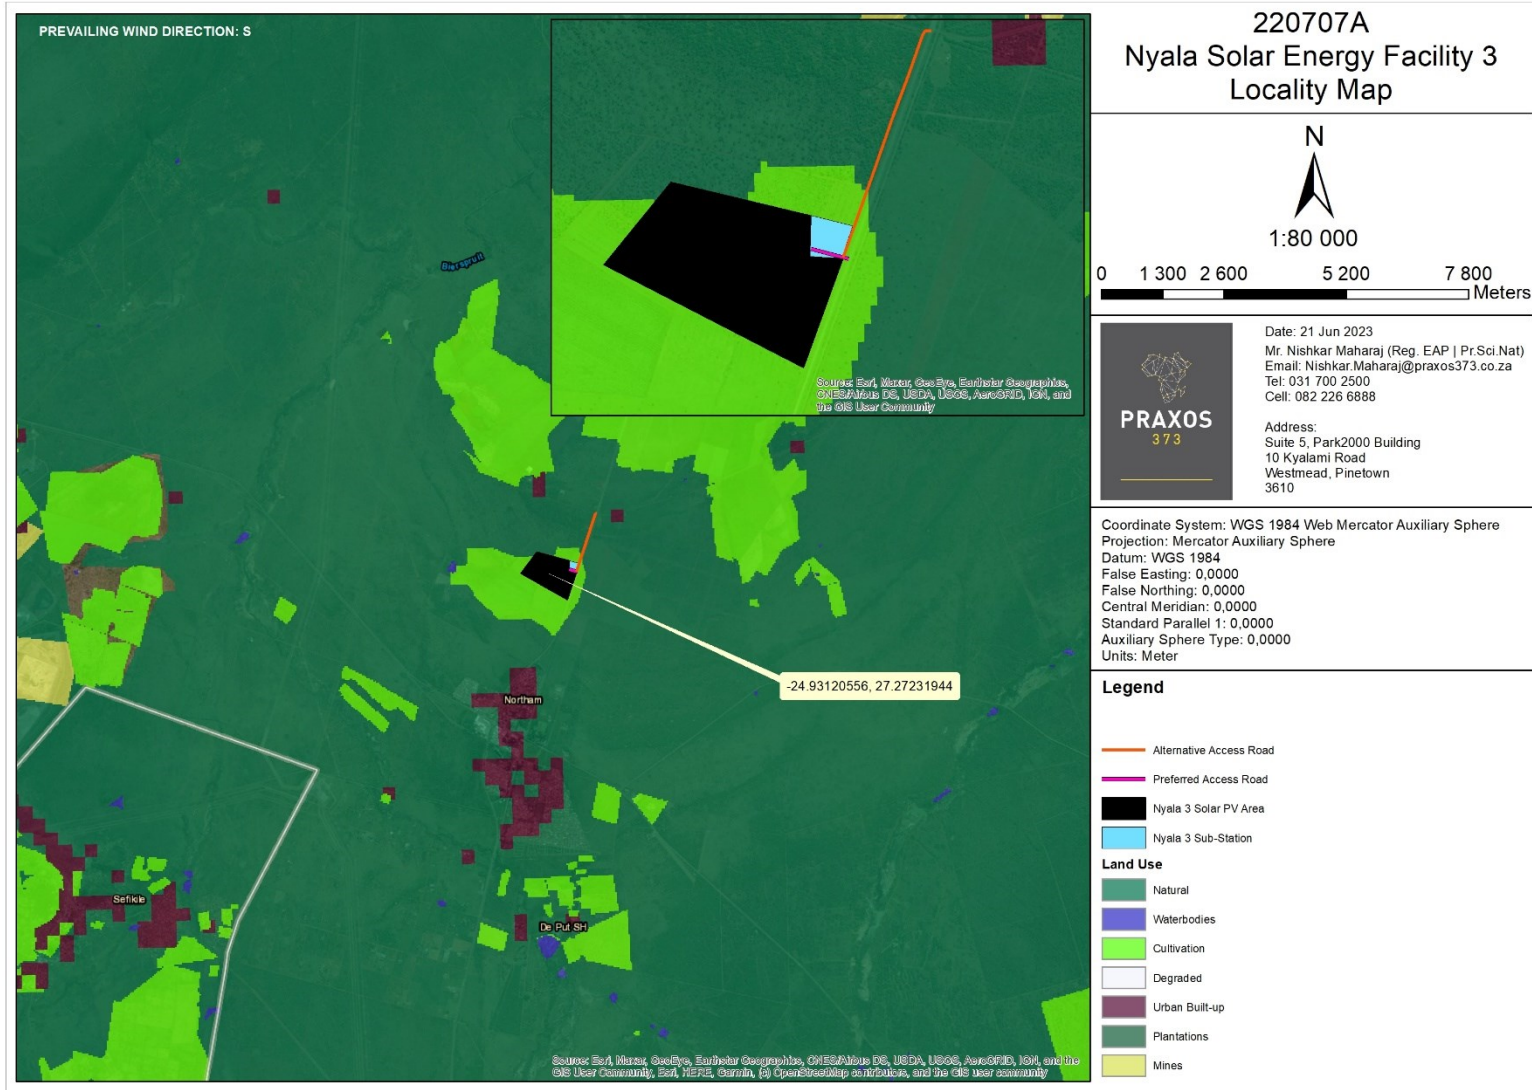 PREVAILING WIND DIRECTION: S
Bierspruit
Northam
-24.93120556, 27.27231944
Sefikile
De Put SH
Source: Esri, Maxar, GeoEye, Earthstar Geographics,
CNES/Airbus DS, USDA, USGS, AeroGRID, IGN, and
the GIS User Community
Source: Esri, Maxar, GeoEye, Earthstar Geographics, CNES/Airbus DS, USDA, USGS, AeroGRID, IGN, and the
GIS User Community, Esri, HERE, Garmin, (c) OpenStreetMap contributors, and the GIS user community
220707A
Nyala Solar Energy Facility 3
Locality Map
N
1:80 000
0 1 300 2 600 5 200 7 800
Meters
PRAXOS
373
Date: 21 Jun 2023
Mr. Nishkar Maharaj (Reg. EAP | Pr.Sci.Nat)
Email: Nishkar.Maharaj@praxos373.co.za
Tel: 031 700 2500
Cell: 082 226 6888
Address:
Suite 5, Park2000 Building
10 Kyalami Road
Westmead, Pinetown
3610
Coordinate System: WGS 1984 Web Mercator Auxiliary Sphere
Projection: Mercator Auxiliary Sphere
Datum: WGS 1984
False Easting: 0,0000
False Northing: 0,0000
Central Meridian: 0,0000
Standard Parallel 1: 0,0000
Auxiliary Sphere Type: 0,0000
Units: Meter
Legend
Alternative Access Road
Preferred Access Road
Nyala 3 Solar PV Area
Nyala 3 Sub-Station
Land Use
Natural
Waterbodies
Cultivation
Degraded
Urban Built-up
Plantations
Mines